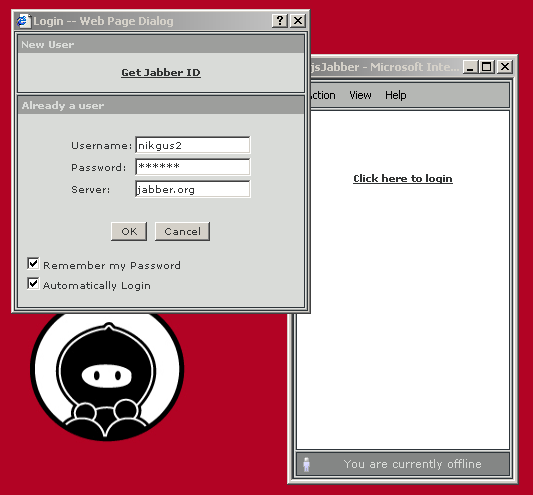 Login -- Web Page Dialog
New User
Get Jabber ID
Already a user
Username: nikgus2
Password: ******
Server: jabber.org
OK Cancel
Remember my Password
Automatically Login
jsJabber - Microsoft Inte...
Action View Help
Click here to login
You are currently offline